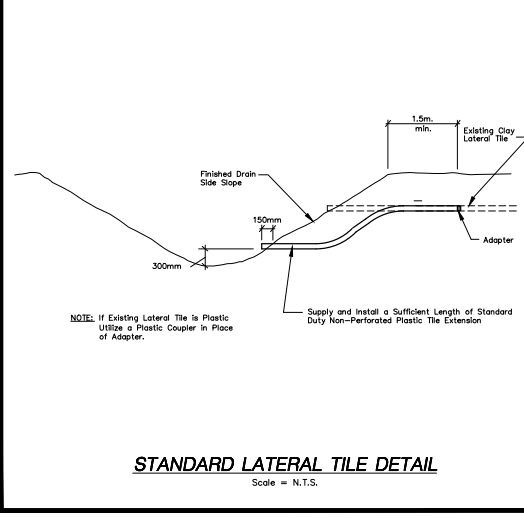 1.5m.
min.
Existing Clay
Lateral Tile
Finished Drain
Side Slope
150mm
Adapter
300mm
Supply and Install a Sufficient Length of Standard
Duty Non-Perforated Plastic Tile Extension
NOTE: If Existing Lateral Tile is Plastic
Utilize a Plastic Coupler in Place
of Adapter.
STANDARD LATERAL TILE DETAIL
Scale = N.T.S.